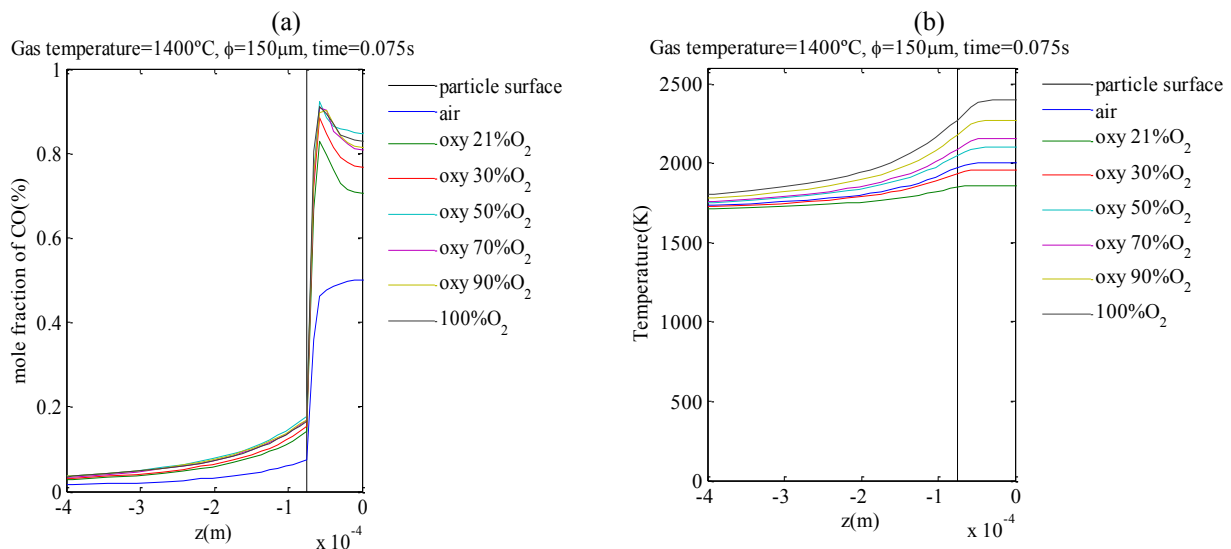 (a)
Gas temperature=1400ºC, ϕ=150μm, time=0.075s
mole fraction of CO(%)
1
0.8
0.6
0.4
0.2
0
-4
-3
-2
-1
0
z(m)
x 10⁻⁴
particle surface
air
oxy 21%O₂
oxy 30%O₂
oxy 50%O₂
oxy 70%O₂
oxy 90%O₂
100%O₂
(b)
Gas temperature=1400ºC, ϕ=150μm, time=0.075s
Temperature(K)
2500
2000
1500
1000
500
0
-4
-3
-2
-1
0
z(m)
x 10⁻⁴
particle surface
air
oxy 21%O₂
oxy 30%O₂
oxy 50%O₂
oxy 70%O₂
oxy 90%O₂
100%O₂